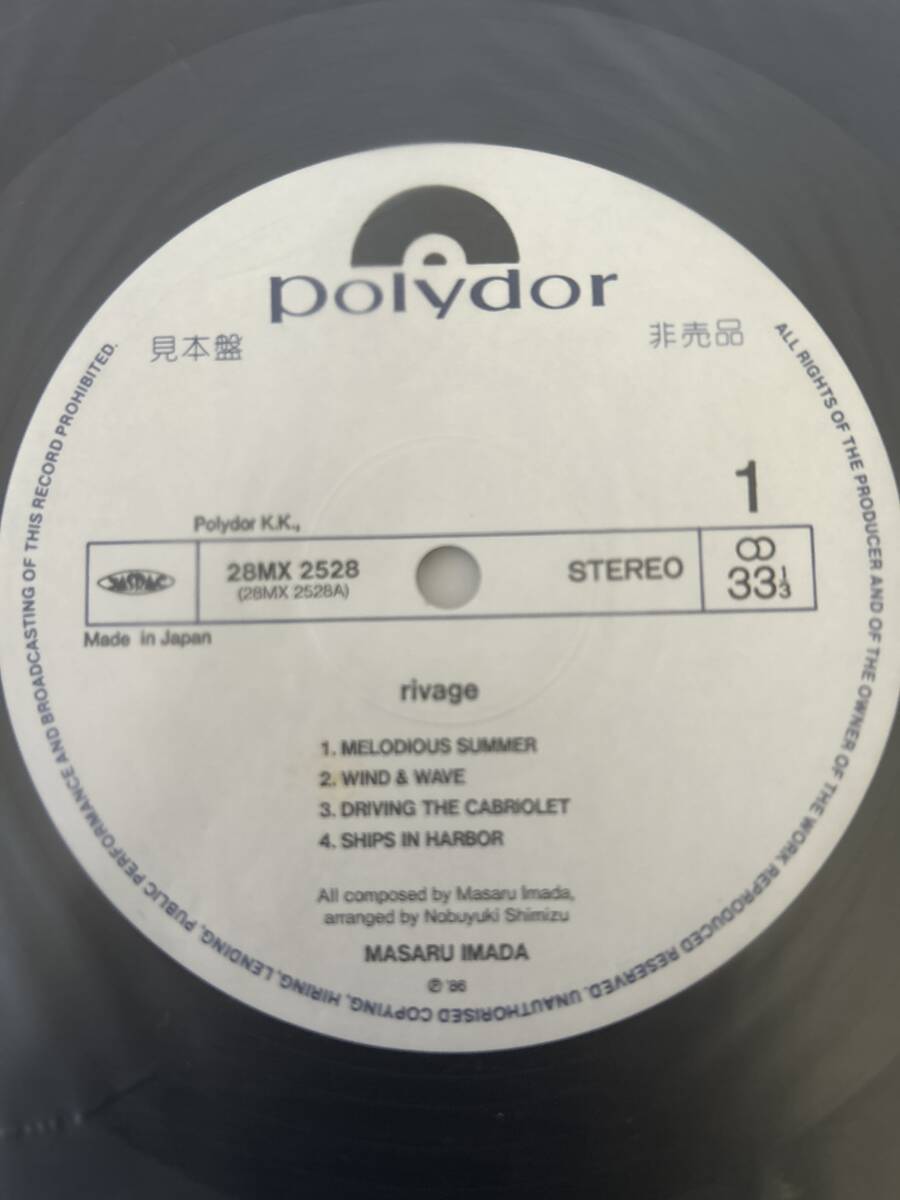 polydor
見本盤
非売品
1
Polydor K.K.,
JASRAC
28MX 2528
(28MX 2528A)
STEREO
33⅓
Made in Japan
rivage
1. MELODIOUS SUMMER
2. WIND & WAVE
3. DRIVING THE CABRIOLET
4. SHIPS IN HARBOR
All composed by Masaru Imada,
arranged by Nobuyuki Shimizu
MASARU IMADA
℗ '86
ALL RIGHTS OF THE PRODUCER AND OF THE OWNER OF THE WORK REPRODUCED RESERVED. UNAUTHORISED COPYING, HIRING, LENDING, PUBLIC PERFORMANCE AND BROADCASTING OF THIS RECORD PROHIBITED.